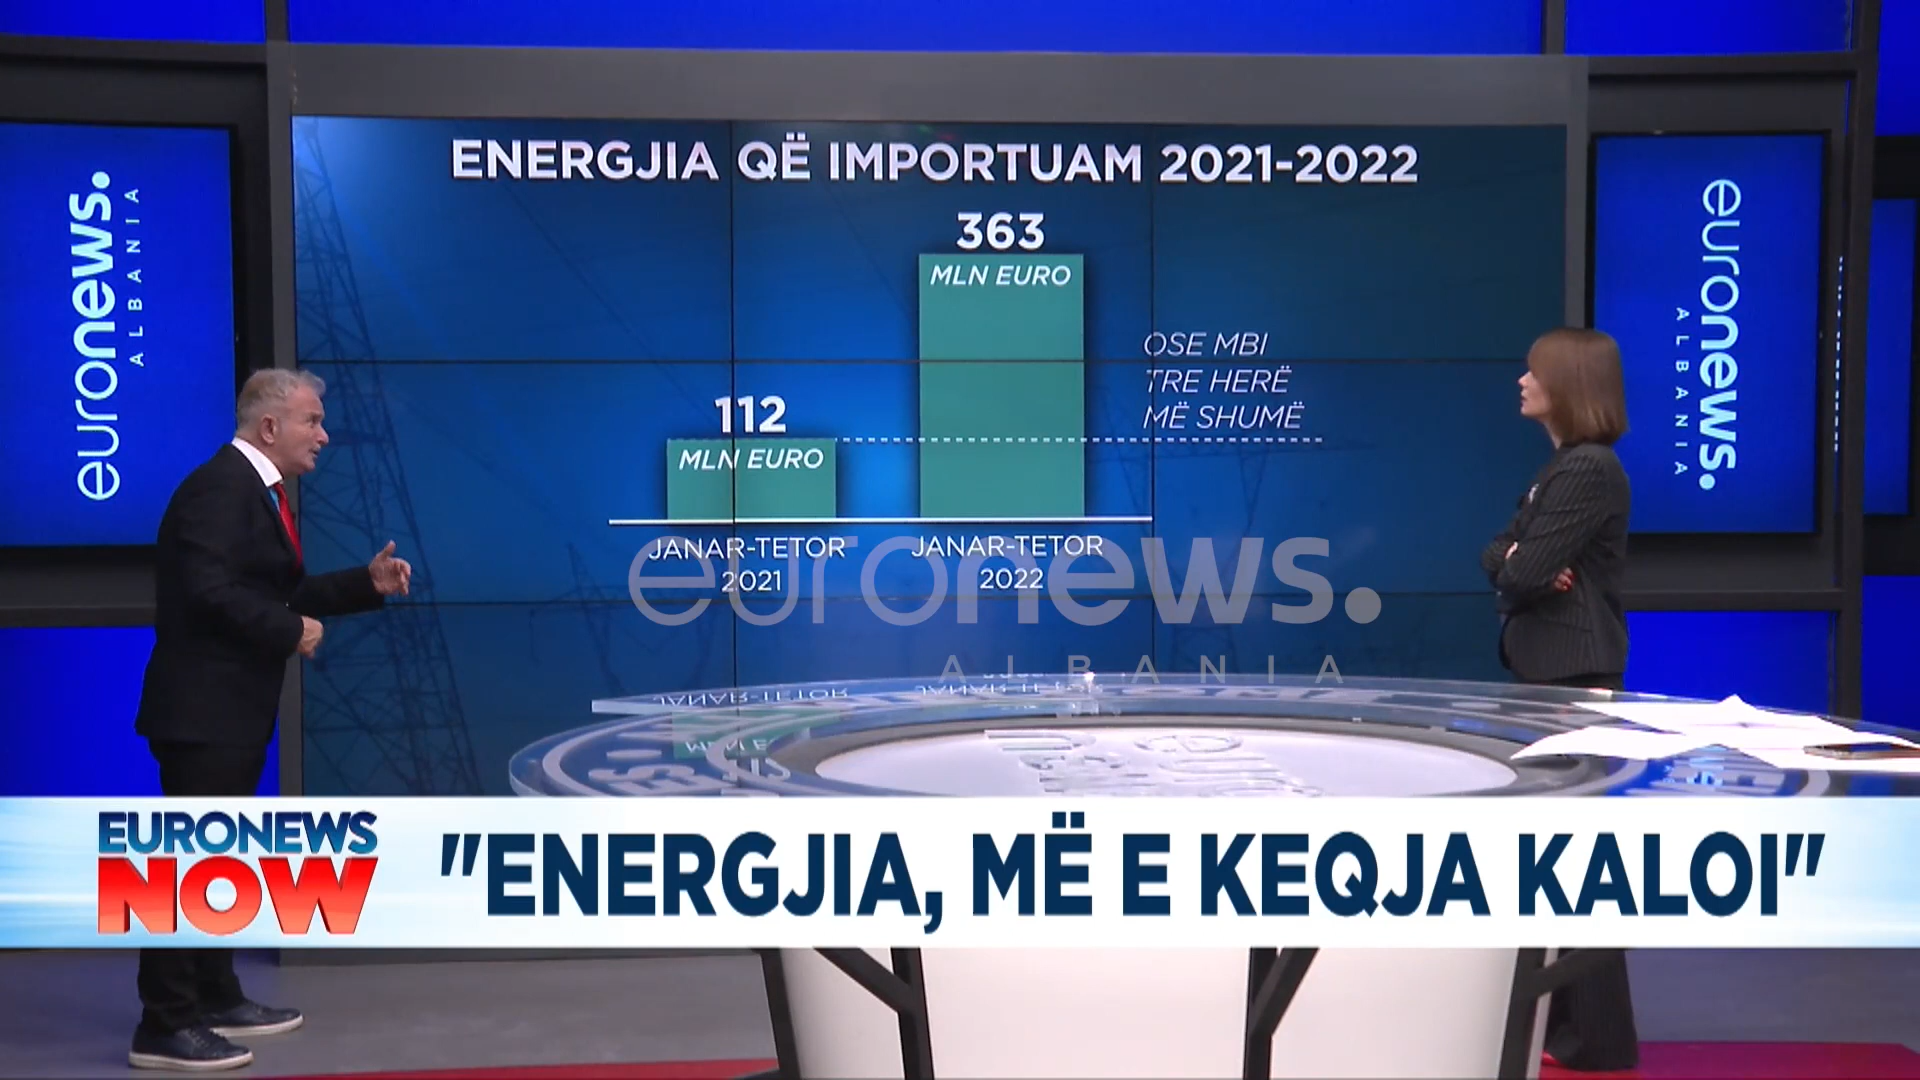 ENERGJIA QË IMPORTUAM 2021-2022
363
MLN EURO
OSE MBI
TRE HERË
MË SHUMË
112
MLN EURO
JANAR-TETOR
2021
JANAR-TETOR
2022
euronews.
ALBANIA
euronews.
ALBANIA
euronews.
ALBANIA
EURONEWS
NOW
"ENERGJIA, MË E KEQJA KALOI"